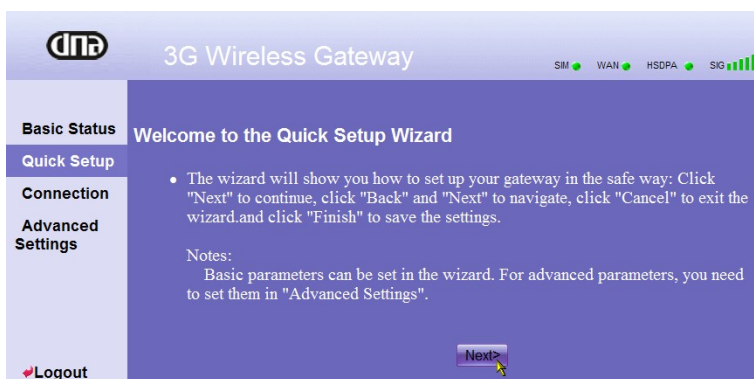 dna
3G Wireless Gateway
SIM WAN HSDPA SIG
Basic Status
Quick Setup
Connection
Advanced
Settings
Logout
Welcome to the Quick Setup Wizard
• The wizard will show you how to set up your gateway in the safe way: Click
"Next" to continue, click "Back" and "Next" to navigate, click "Cancel" to exit the
wizard.and click "Finish" to save the settings.
Notes:
Basic parameters can be set in the wizard. For advanced parameters, you need
to set them in "Advanced Settings".
Next>